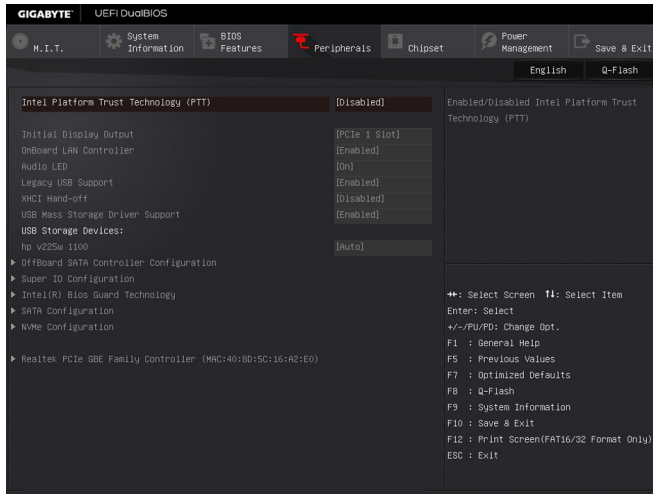 GIGABYTE™ UEFI DualBIOS
M.I.T.
System Information
BIOS Features
Peripherals
Chipset
Power Management
Save & Exit
English Q-Flash
Intel Platform Trust Technology (PTT) [Disabled]
Initial Display Output [PCIe 1 Slot]
OnBoard LAN Controller [Enabled]
Audio LED [On]
Legacy USB Support [Enabled]
XHCI Hand-off [Disabled]
USB Mass Storage Driver Support [Enabled]
USB Storage Devices:
hp v225w 1100 [Auto]
OffBoard SATA Controller Configuration
Super IO Configuration
Intel(R) Bios Guard Technology
SATA Configuration
NVMe Configuration
Realtek PCIe GBE Family Controller (MAC:40:8D:5C:16:A2:E0)
Enabled/Disabled Intel Platform Trust
Technology (PTT)
→←: Select Screen ↑↓: Select Item
Enter: Select
+/-/PU/PD: Change Opt.
F1 : General Help
F5 : Previous Values
F7 : Optimized Defaults
F8 : Q-Flash
F9 : System Information
F10 : Save & Exit
F12 : Print Screen(FAT16/32 Format Only)
ESC : Exit